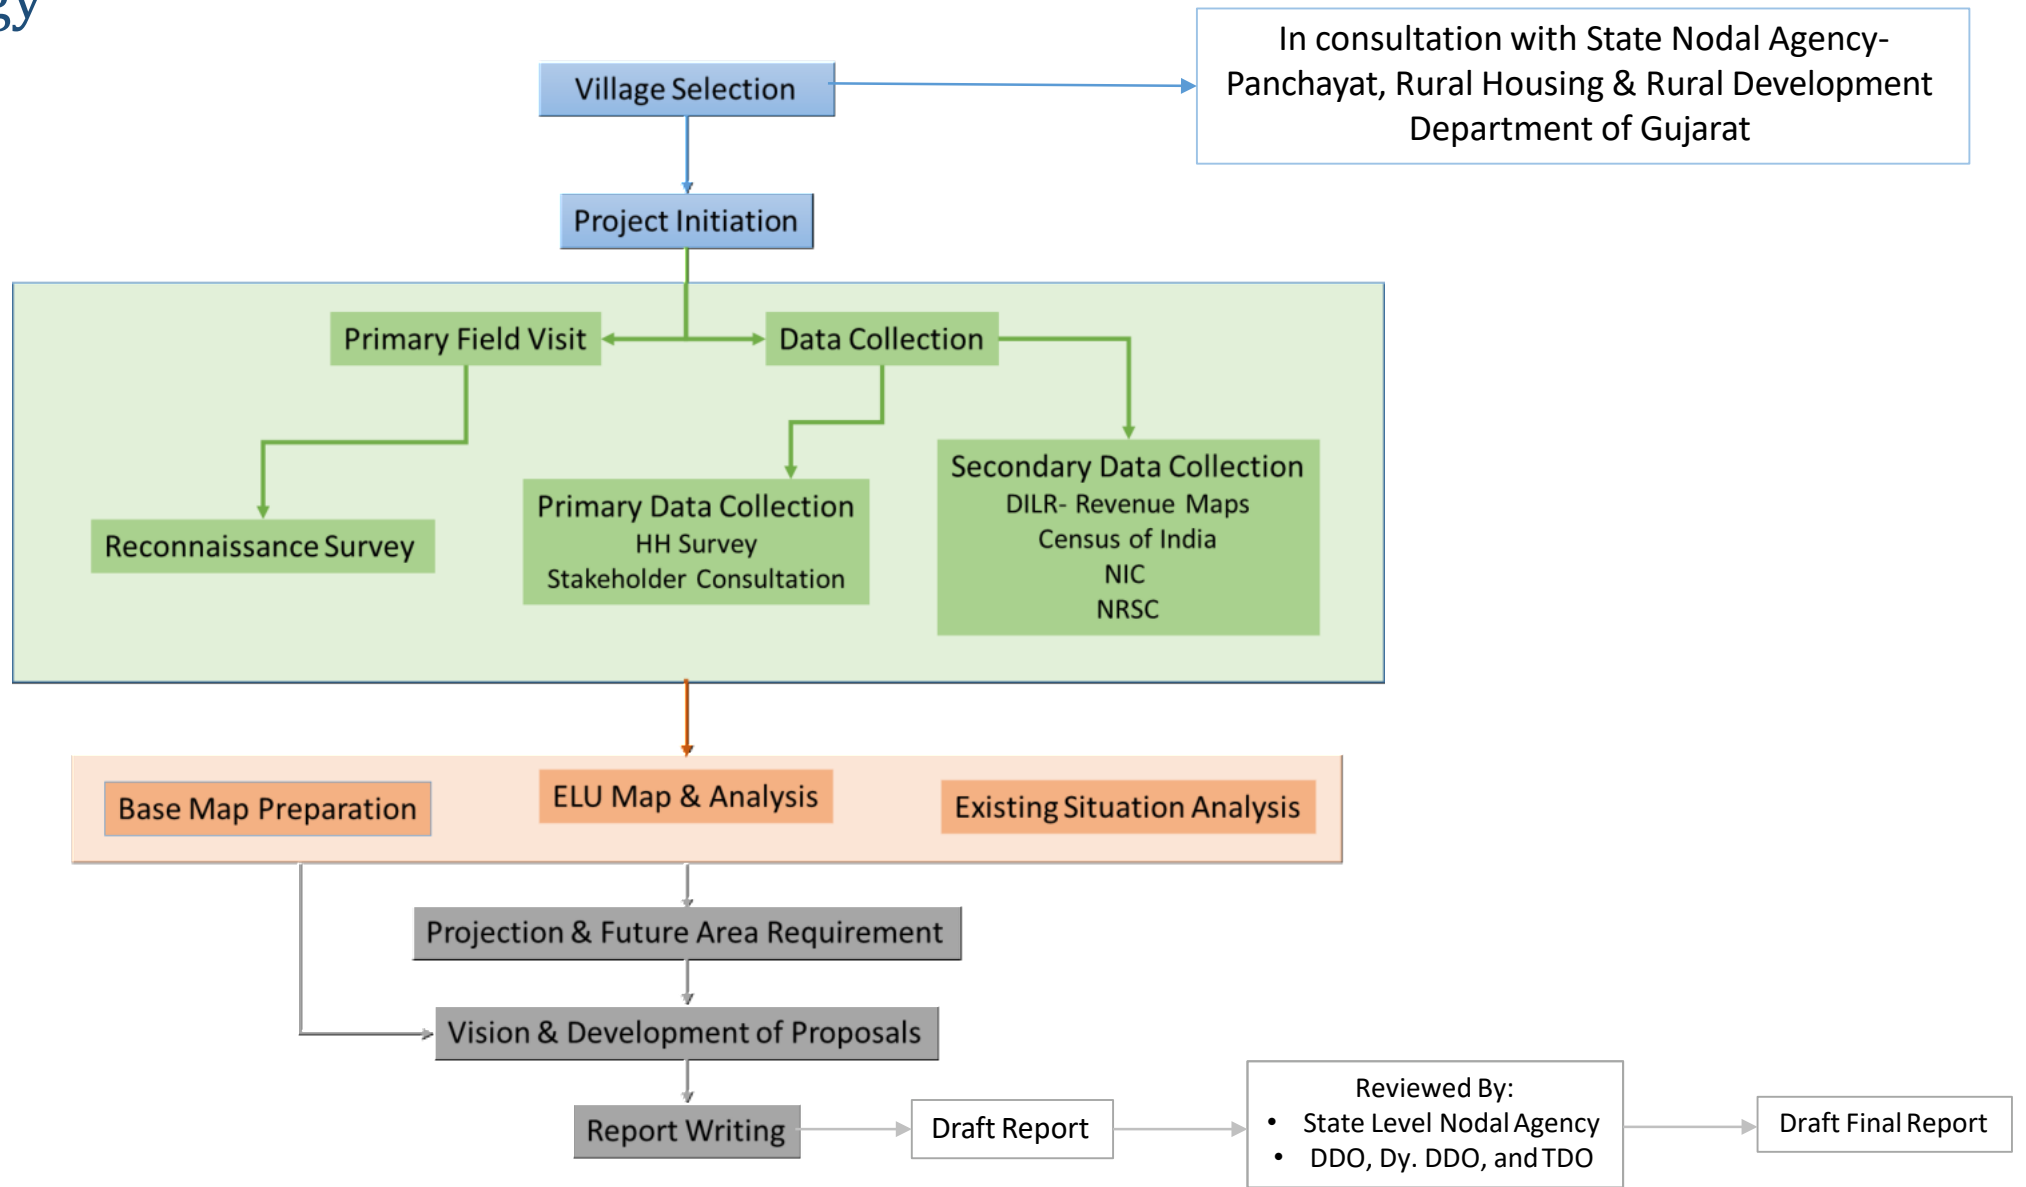 gy
In consultation with State Nodal Agency-
Panchayat, Rural Housing & Rural Development
Department of Gujarat
Village Selection
Project Initiation
Primary Field Visit
Data Collection
Reconnaissance Survey
Primary Data Collection
HH Survey
Stakeholder Consultation
Secondary Data Collection
DILR- Revenue Maps
Census of India
NIC
NRSC
Base Map Preparation
ELU Map & Analysis
Existing Situation Analysis
Projection & Future Area Requirement
Vision & Development of Proposals
Report Writing
Draft Report
Reviewed By:
• State Level Nodal Agency
• DDO, Dy. DDO, and TDO
Draft Final Report